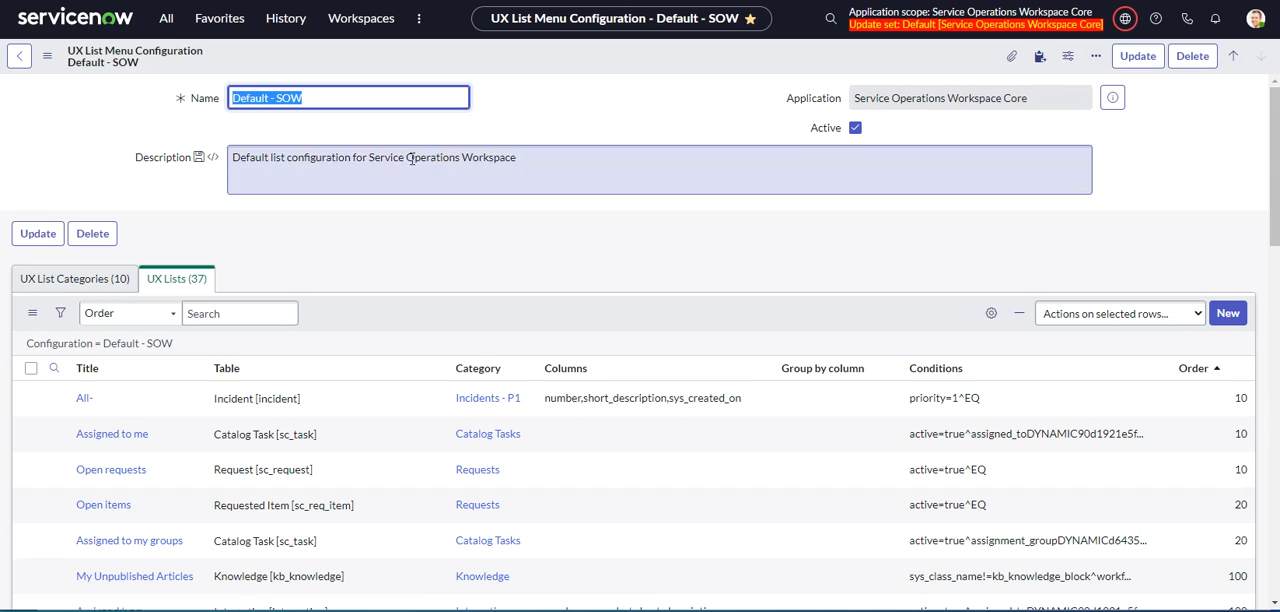 servicenow All Favorites History Workspaces UX List Menu Configuration - Default - SOW Application scope: Service Operations Workspace Core
Update set: Default [Service Operations Workspace Core]
UX List Menu Configuration
Default - SOW
Update Delete
Name Default - SOW Application Service Operations Workspace Core
Active
Description Default list configuration for Service Operations Workspace
Update Delete
UX List Categories (10) UX Lists (37)
Order Search Actions on selected rows... New
Configuration = Default - SOW
Title Table Category Columns Group by column Conditions Order
All- Incident [incident] Incidents - P1 number,short_description,sys_created_on priority=1^EQ 10
Assigned to me Catalog Task [sc_task] Catalog Tasks active=true^assigned_toDYNAMIC90d1921e5f... 10
Open requests Request [sc_request] Requests active=true^EQ 10
Open items Requested Item [sc_req_item] Requests active=true^EQ 20
Assigned to my groups Catalog Task [sc_task] Catalog Tasks active=true^assignment_groupDYNAMICd6435... 20
My Unpublished Articles Knowledge [kb_knowledge] Knowledge sys_class_name!=kb_knowledge_block^workf... 100